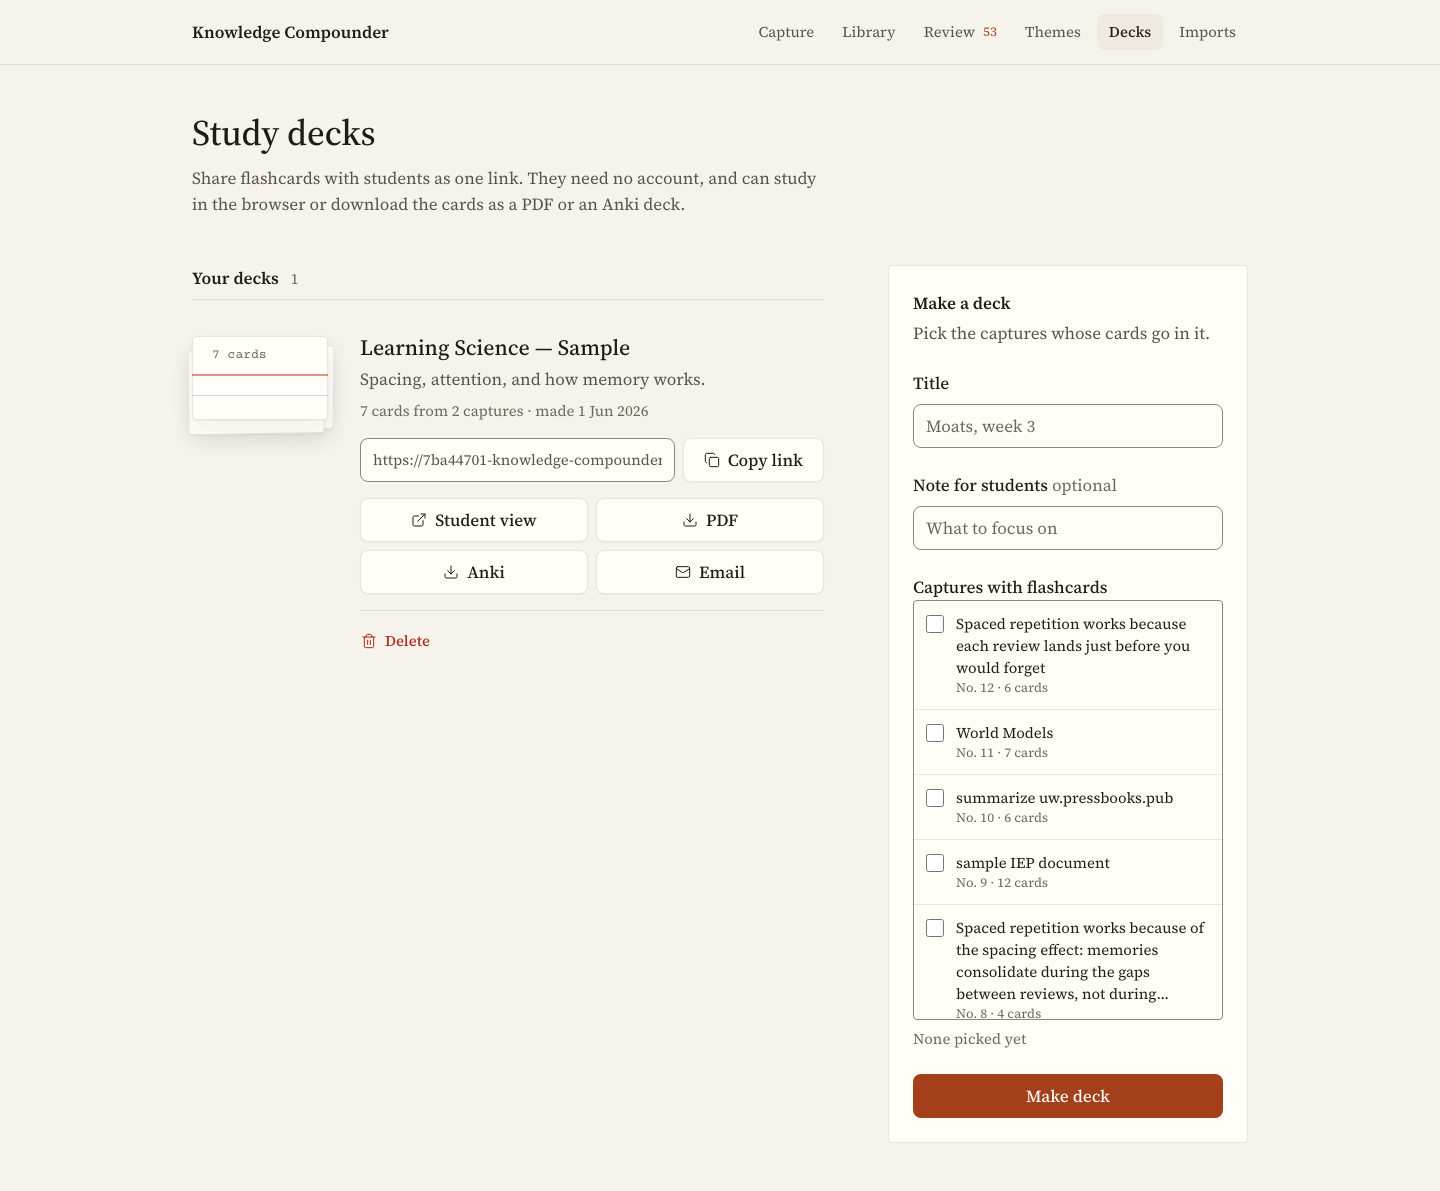 Knowledge Compounder
Capture
Library
Review 53
Themes
Decks
Imports
Study decks
Share flashcards with students as one link. They need no account, and can study
in the browser or download the cards as a PDF or an Anki deck.
Your decks 1
7 cards
Learning Science — Sample
Spacing, attention, and how memory works.
7 cards from 2 captures · made 1 Jun 2026
https://7ba44701-knowledge-compounder
Copy link
Student view
PDF
Anki
Email
Delete
Make a deck
Pick the captures whose cards go in it.
Title
Moats, week 3
Note for students optional
What to focus on
Captures with flashcards
Spaced repetition works because
each review lands just before you
would forget
No. 12 · 6 cards
World Models
No. 11 · 7 cards
summarize uw.pressbooks.pub
No. 10 · 6 cards
sample IEP document
No. 9 · 12 cards
Spaced repetition works because of
the spacing effect: memories
consolidate during the gaps
between reviews, not during…
No. 8 · 4 cards
None picked yet
Make deck